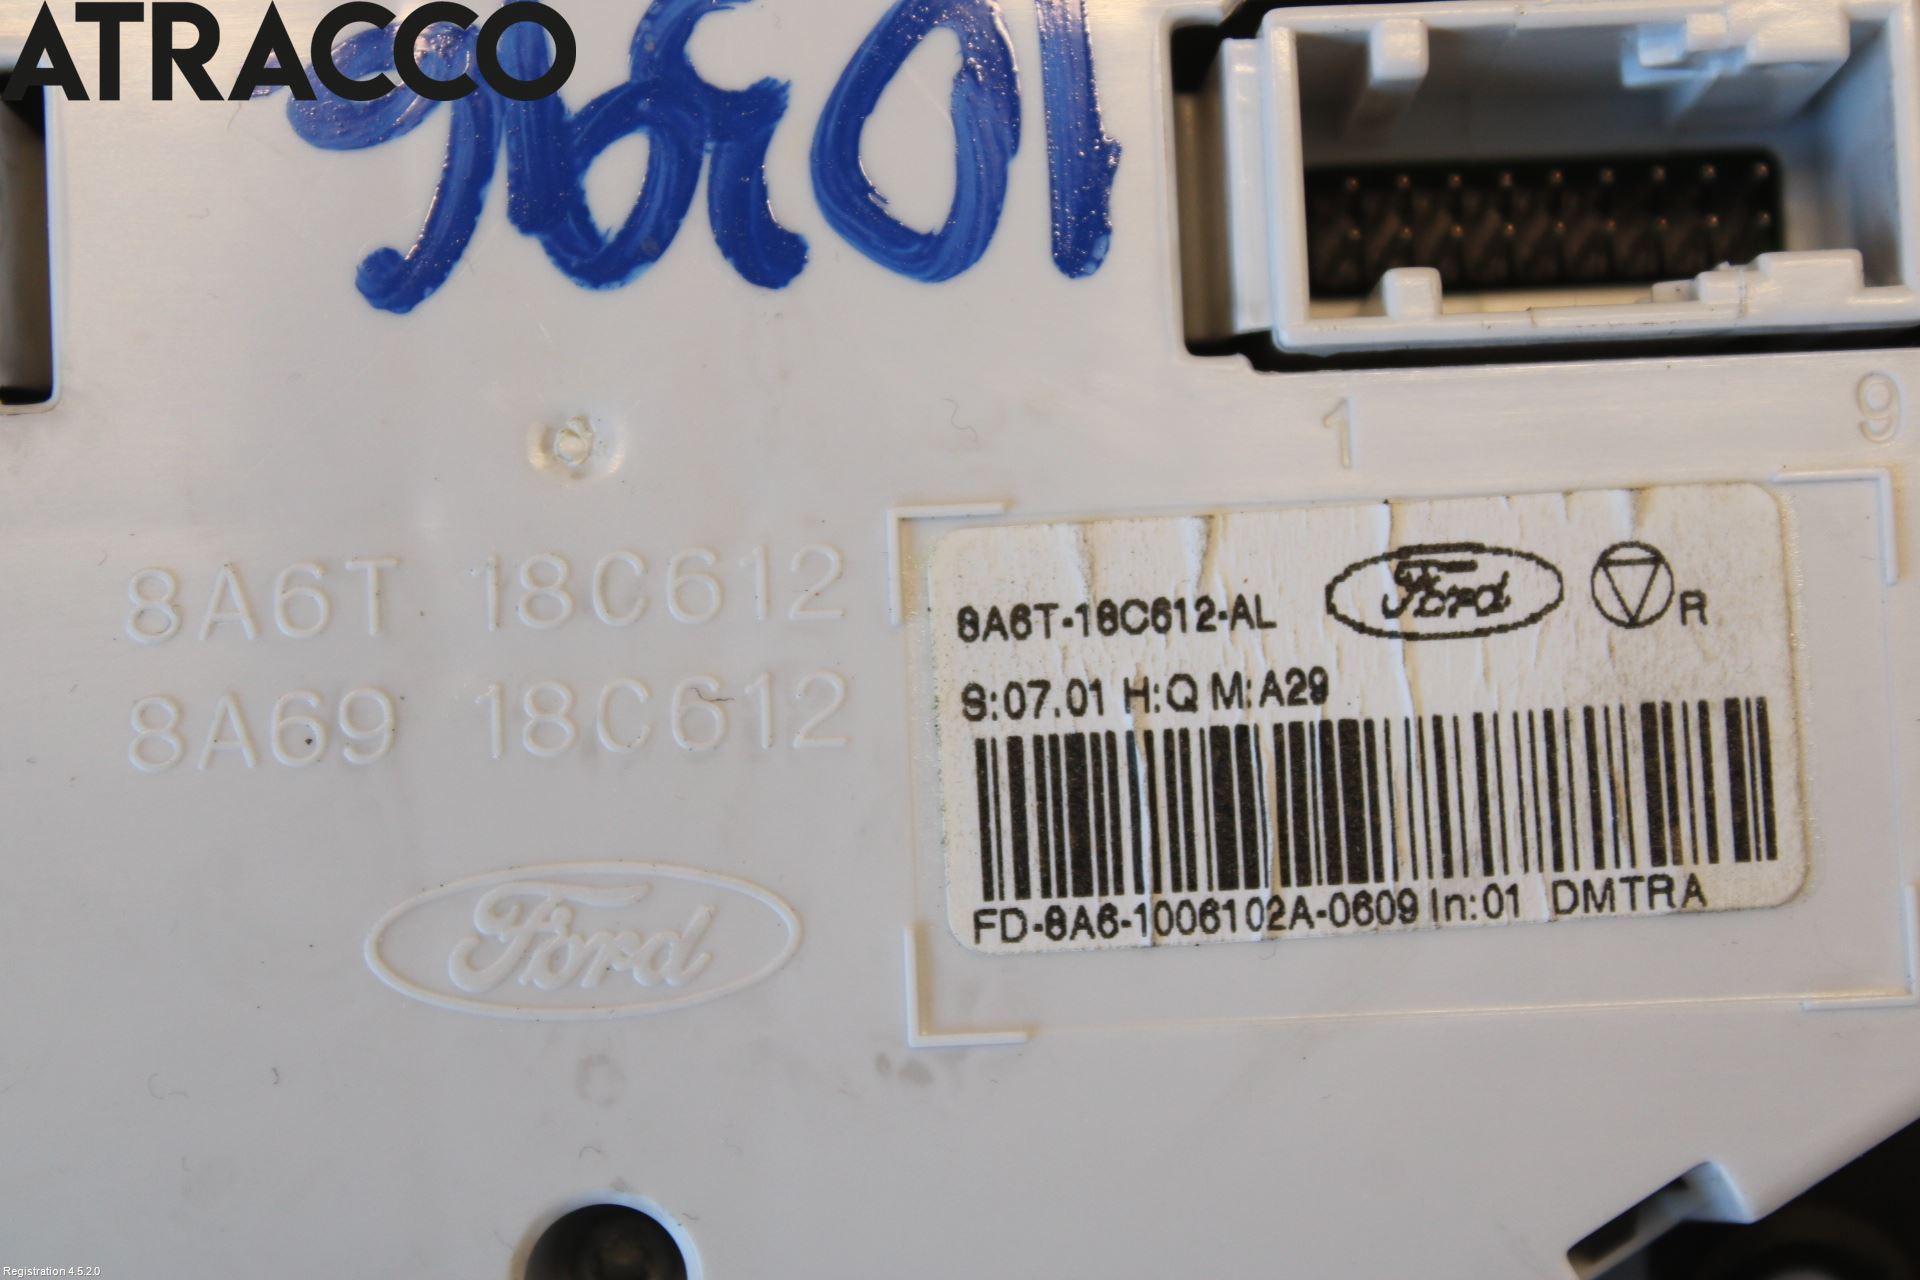 ATRACCO
1
9
8A6T 18C612
8A69 18C612
Ford
8A6T-18C612-AL Ford R
S:07.01 H:Q M:A29
FD-8A6-1006102A-0609 In:01 DMTRA
Registration 4.5.2.0